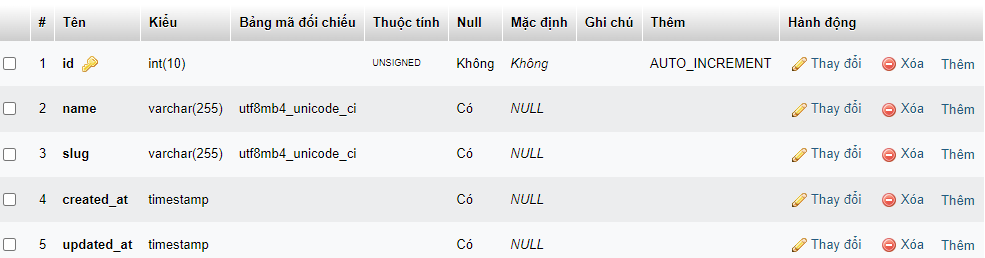 # Tên Kiểu Bảng mã đối chiếu Thuộc tính Null Mặc định Ghi chú Thêm Hành động
1 id int(10) UNSIGNED Không Không AUTO_INCREMENT Thay đổi Xóa Thêm
2 name varchar(255) utf8mb4_unicode_ci Có NULL Thay đổi Xóa Thêm
3 slug varchar(255) utf8mb4_unicode_ci Có NULL Thay đổi Xóa Thêm
4 created_at timestamp Có NULL Thay đổi Xóa Thêm
5 updated_at timestamp Có NULL Thay đổi Xóa Thêm